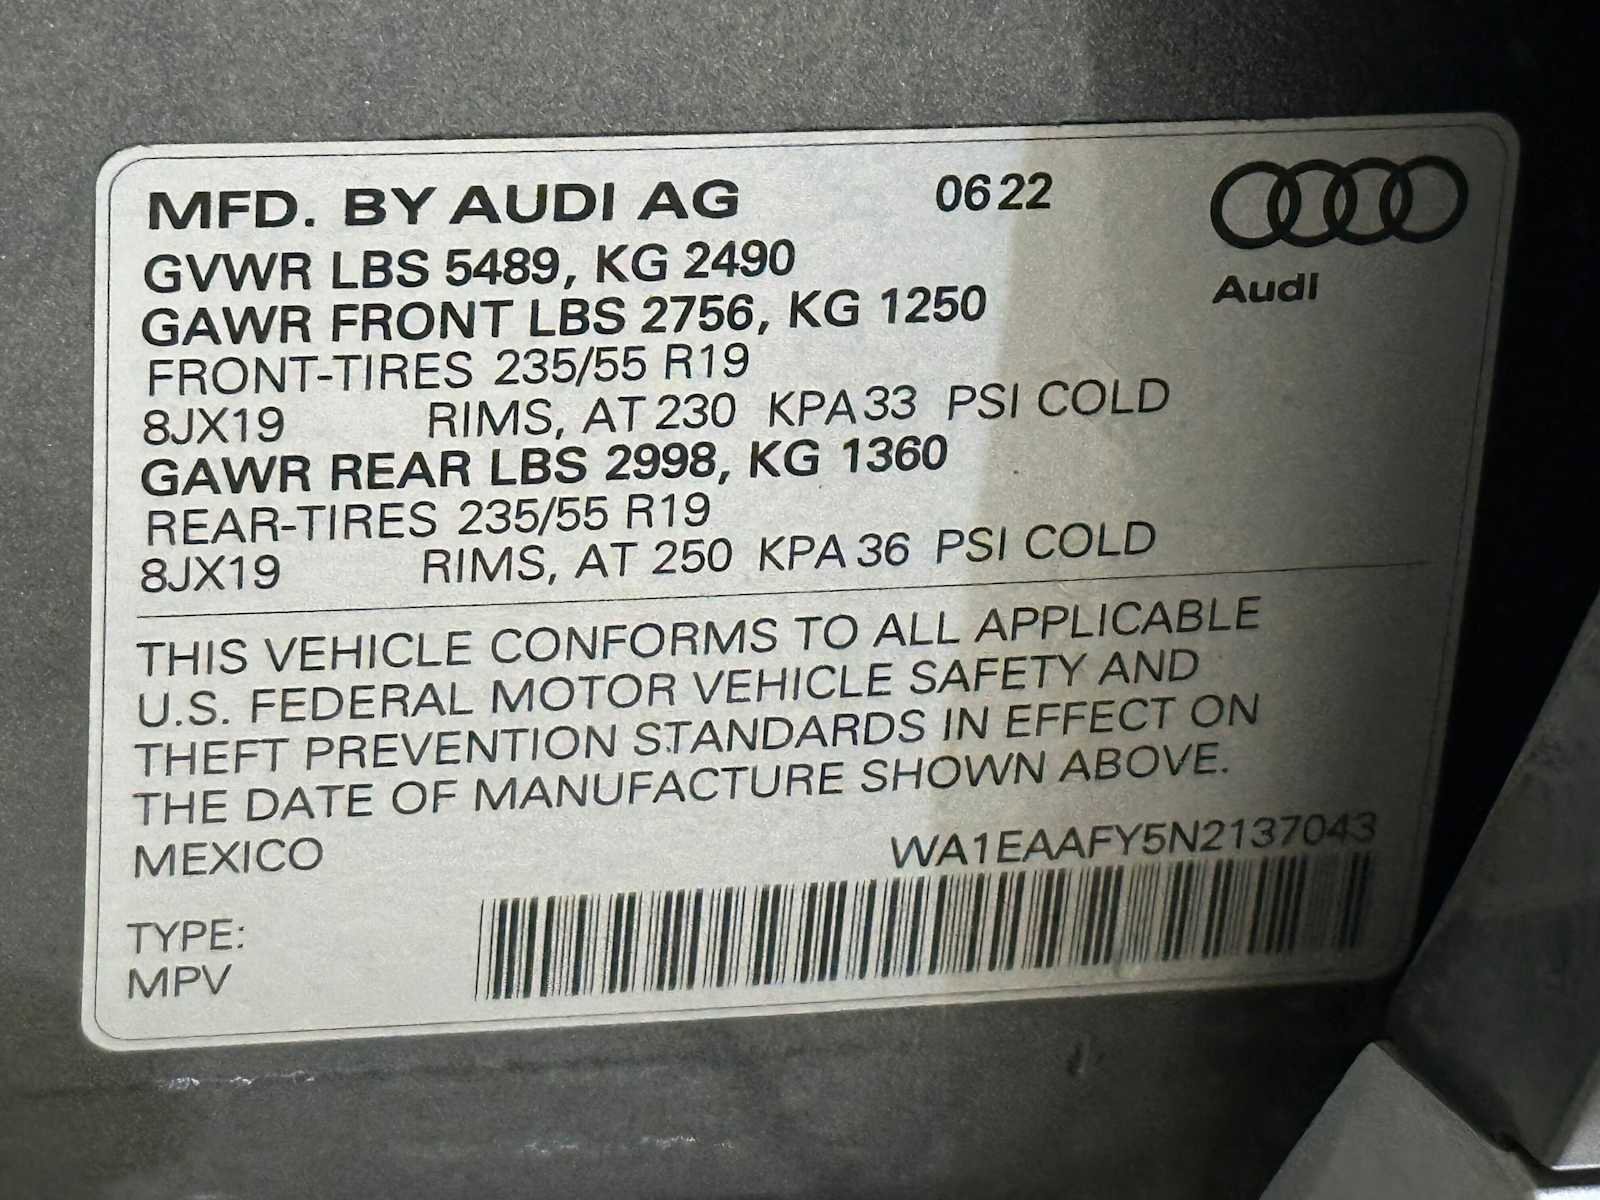 MFD. BY AUDI AG 0622
Audi
GVWR LBS 5489, KG 2490
GAWR FRONT LBS 2756, KG 1250
FRONT-TIRES 235/55 R19
8JX19 RIMS, AT 230 KPA 33 PSI COLD
GAWR REAR LBS 2998, KG 1360
REAR-TIRES 235/55 R19
8JX19 RIMS, AT 250 KPA 36 PSI COLD
THIS VEHICLE CONFORMS TO ALL APPLICABLE
U.S. FEDERAL MOTOR VEHICLE SAFETY AND
THEFT PREVENTION STANDARDS IN EFFECT ON
THE DATE OF MANUFACTURE SHOWN ABOVE.
MEXICO WA1EAAFY5N2137043
TYPE:
MPV